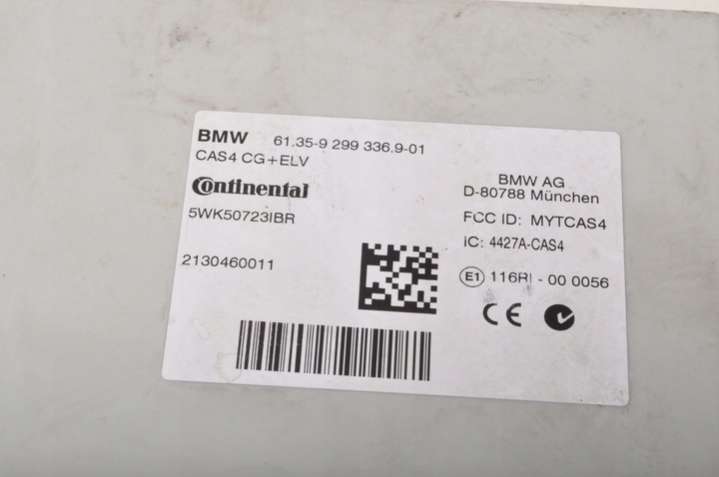 BMW 61.35-9 299 336.9-01
CAS4 CG+ELV
Continental
5WK50723IBR
2130460011
BMW AG
D-80788 München
FCC ID: MYTCAS4
IC: 4427A-CAS4
E1 116RI - 00 0056
CE